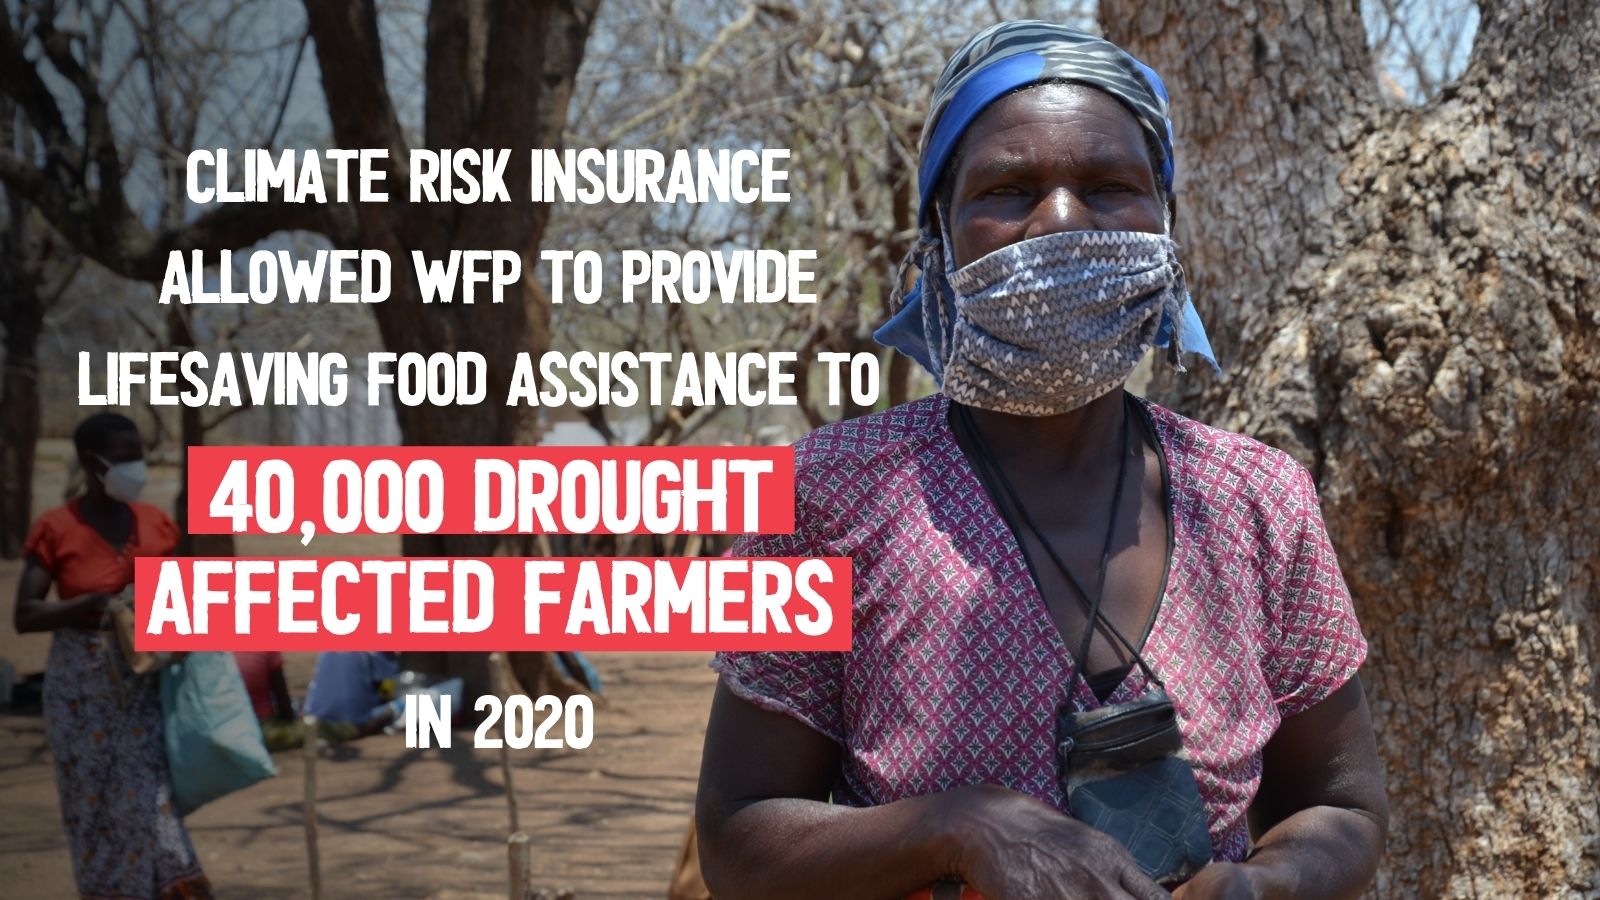 CLIMATE RISK INSURANCE
ALLOWED WFP TO PROVIDE
LIFESAVING FOOD ASSISTANCE TO
40,000 DROUGHT
AFFECTED FARMERS
IN 2020